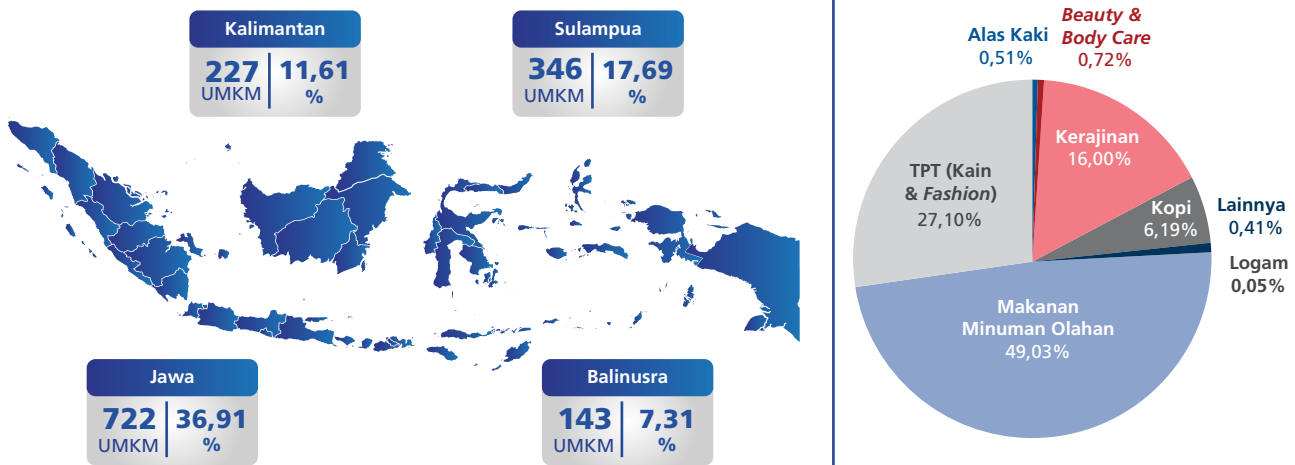 Kalimantan
227
UMKM
11,61
%
Sulampua
346
UMKM
17,69
%
Jawa
722
UMKM
36,91
%
Balinusra
143
UMKM
7,31
%
Alas Kaki
0,51%
Beauty &
Body Care
0,72%
Kerajinan
16,00%
Kopi
6,19%
Lainnya
0,41%
Logam
0,05%
TPT (Kain
& Fashion)
27,10%
Makanan
Minuman Olahan
49,03%